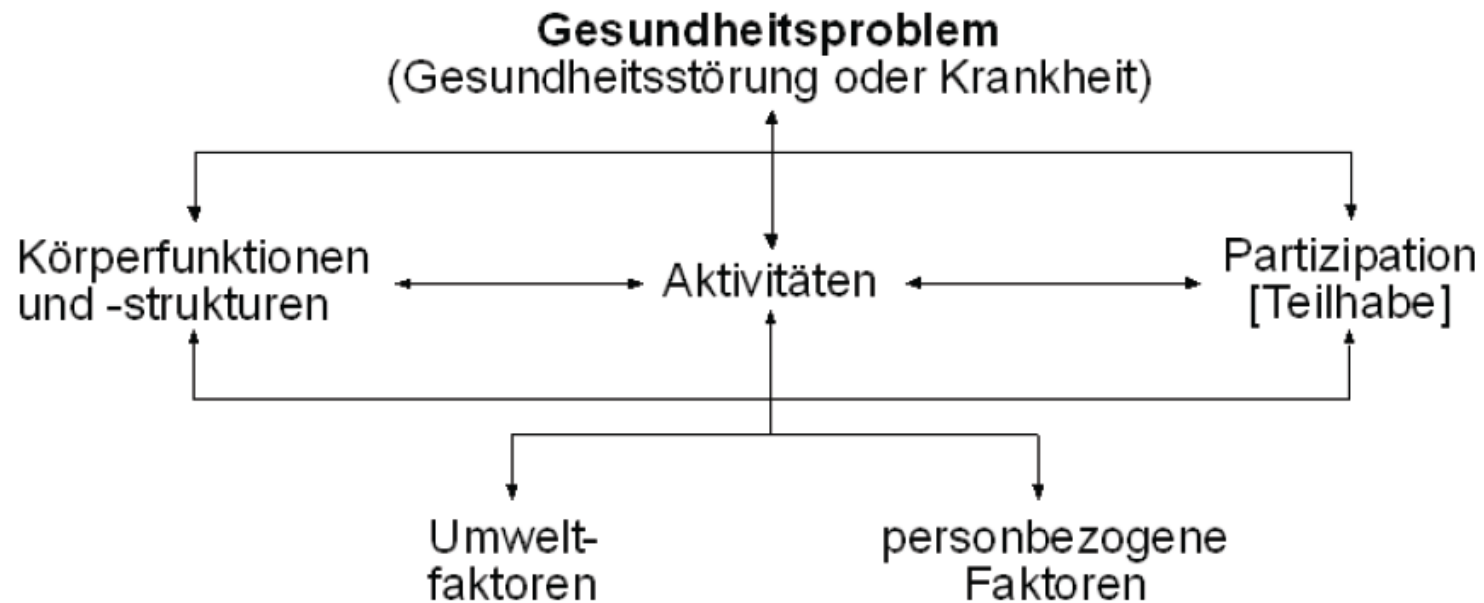 Gesundheitsproblem
(Gesundheitsstörung oder Krankheit)
Körperfunktionen
und -strukturen
Aktivitäten
Partizipation
[Teilhabe]
Umwelt-
faktoren
personbezogene
Faktoren